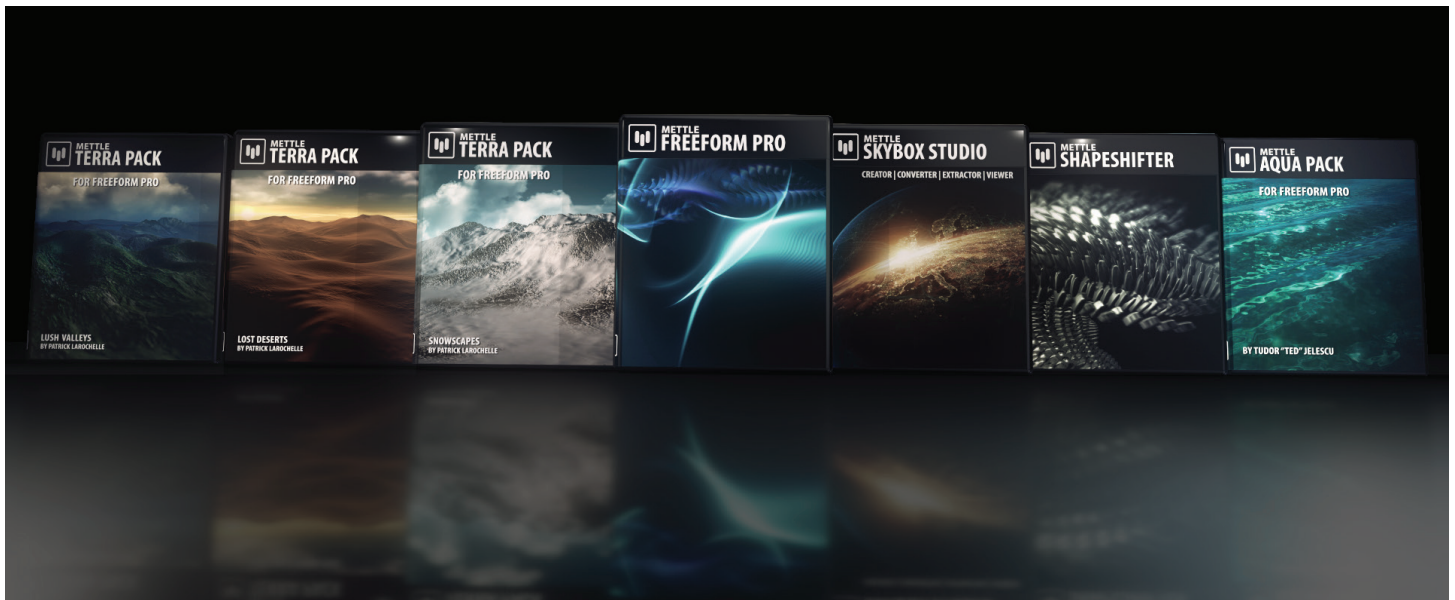 METTLE
TERRA PACK
FOR FREEFORM PRO
LUSH VALLEYS
BY PATRICK LAROCHELLE
METTLE
TERRA PACK
FOR FREEFORM PRO
LOST DESERTS
BY PATRICK LAROCHELLE
METTLE
TERRA PACK
FOR FREEFORM PRO
SNOWSCAPES
BY PATRICK LAROCHELLE
METTLE
FREEFORM PRO
METTLE
SKYBOX STUDIO
CREATOR | CONVERTER | EXTRACTOR | VIEWER
METTLE
SHAPESHIFTER
METTLE
AQUA PACK
FOR FREEFORM PRO
BY TUDOR "TED" JELESCU